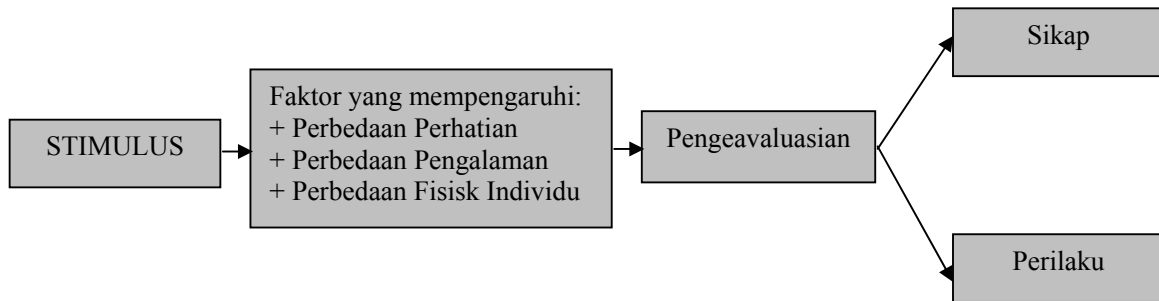 STIMULUS
Faktor yang mempengaruhi:
+ Perbedaan Perhatian
+ Perbedaan Pengalaman
+ Perbedaan Fisisk Individu
Pengeavaluasian
Sikap
Perilaku